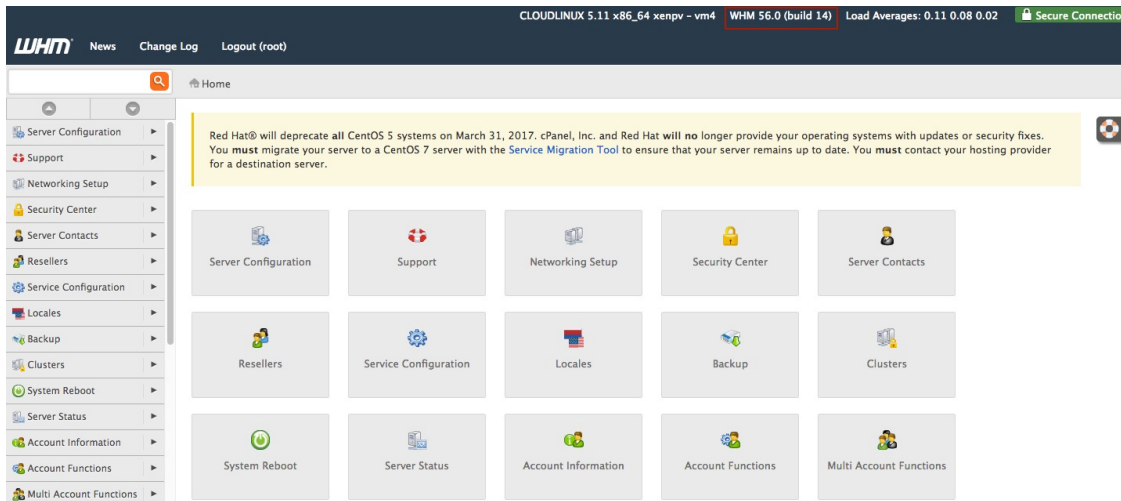 CLOUDLINUX 5.11 x86_64 xenpv – vm4 WHM 56.0 (build 14) Load Averages: 0.11 0.08 0.02 Secure Connectio
WHM News Change Log Logout (root)
Home
Server Configuration
Support
Networking Setup
Security Center
Server Contacts
Resellers
Service Configuration
Locales
Backup
Clusters
System Reboot
Server Status
Account Information
Account Functions
Multi Account Functions
Red Hat® will deprecate all CentOS 5 systems on March 31, 2017. cPanel, Inc. and Red Hat will no longer provide your operating systems with updates or security fixes.
You must migrate your server to a CentOS 7 server with the Service Migration Tool to ensure that your server remains up to date. You must contact your hosting provider
for a destination server.
Server Configuration Support Networking Setup Security Center Server Contacts
Resellers Service Configuration Locales Backup Clusters
System Reboot Server Status Account Information Account Functions Multi Account Functions